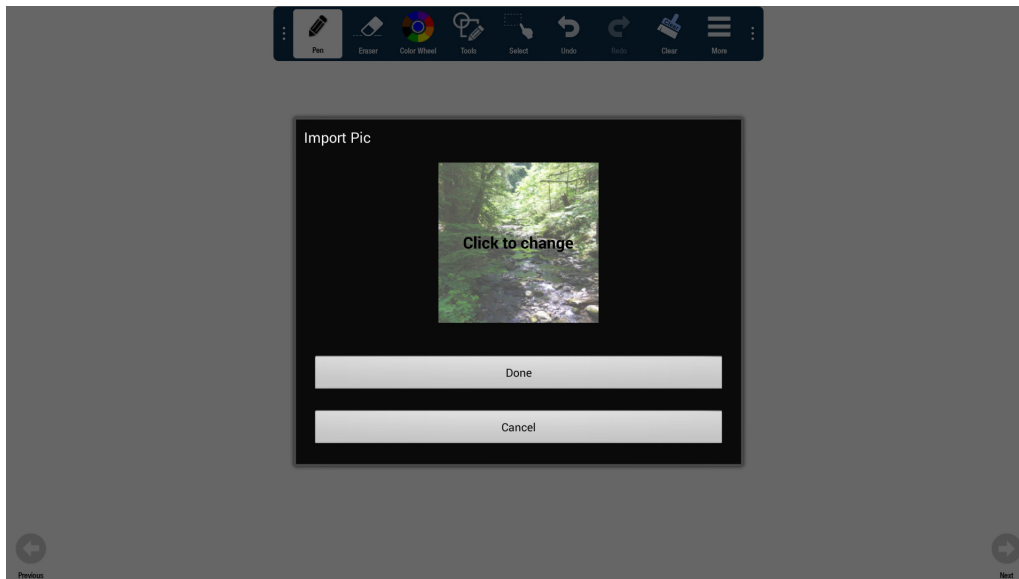 Pen
Eraser
Color Wheel
Tools
Select
Undo
Redo
Clear
More
Import Pic
Click to change
Done
Cancel
Previous
Next